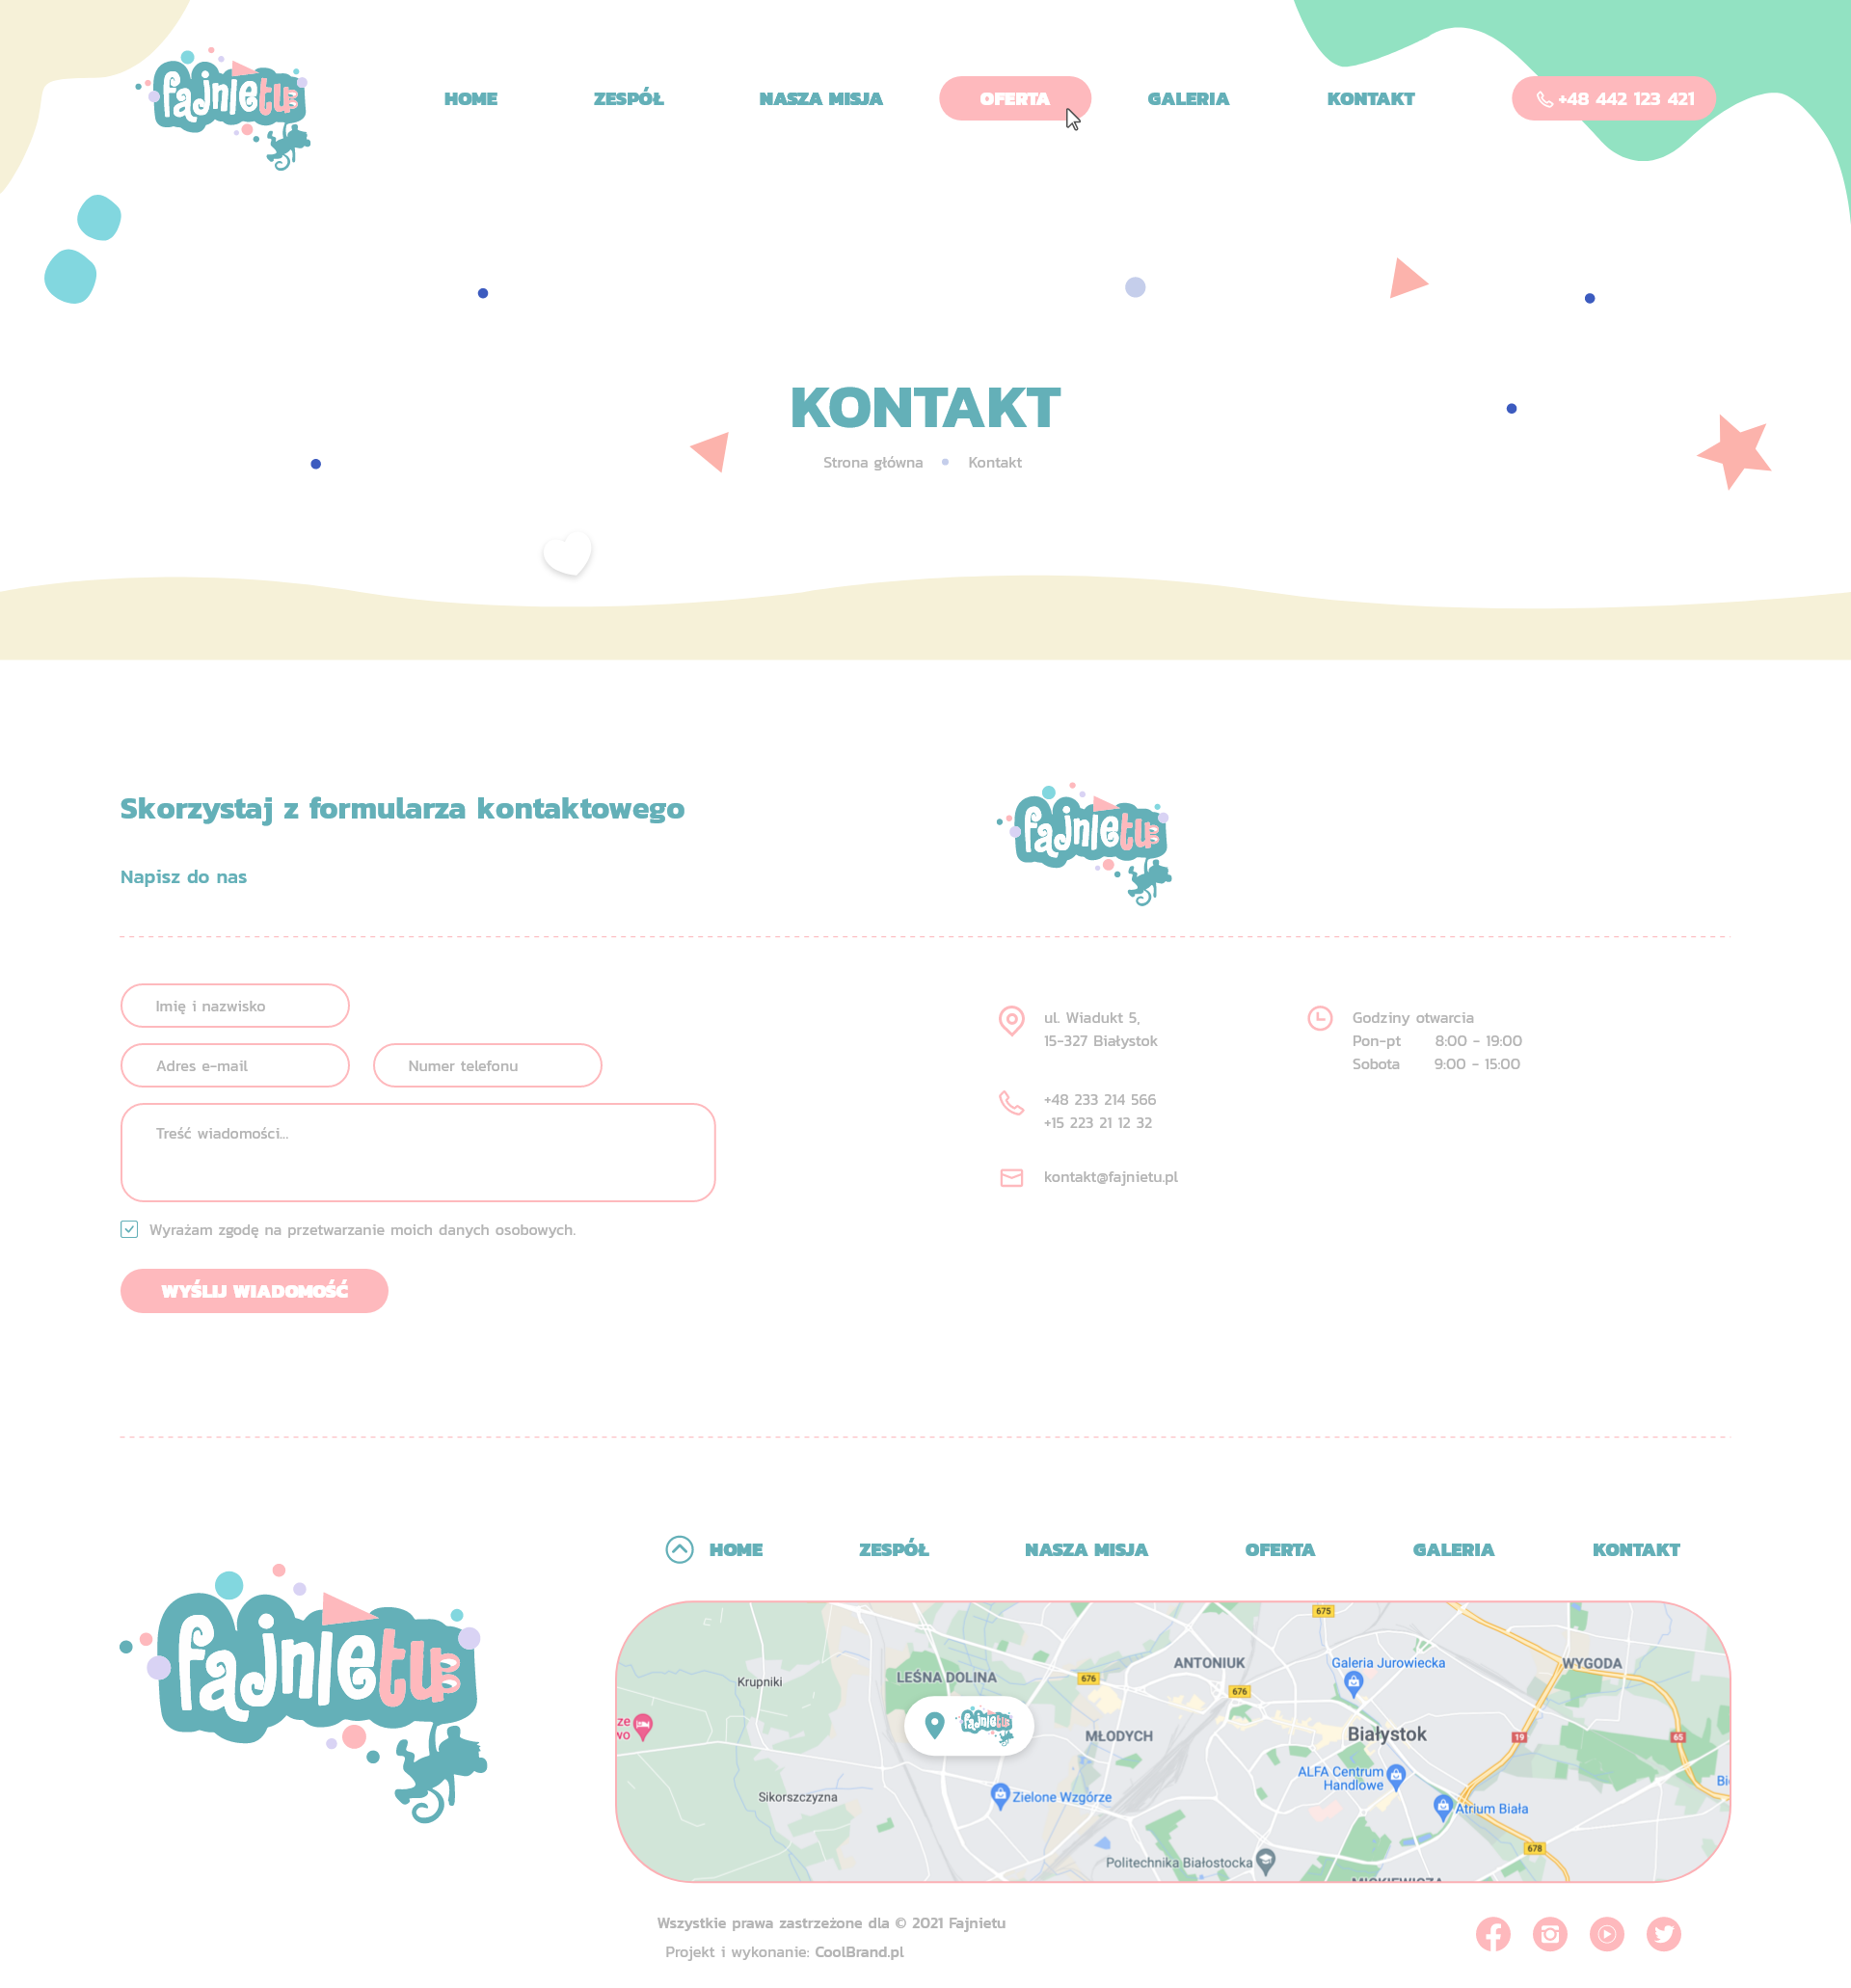 fajnietu
HOME
ZESPÓŁ
NASZA MISJA
OFERTA
GALERIA
KONTAKT
+48 442 123 421
KONTAKT
Strona główna • Kontakt
Skorzystaj z formularza kontaktowego
Napisz do nas
fajnietu
Imię i nazwisko
Adres e-mail
Numer telefonu
Treść wiadomości...
Wyrażam zgodę na przetwarzanie moich danych osobowych.
WYŚLIJ WIADOMOŚĆ
ul. Wiadukt 5,
15-327 Białystok
+48 233 214 566
+15 223 21 12 32
kontakt@fajnietu.pl
Godziny otwarcia
Pon-pt 8:00 - 19:00
Sobota 9:00 - 15:00
fajnietu
HOME
ZESPÓŁ
NASZA MISJA
OFERTA
GALERIA
KONTAKT
675
Krupniki
LEŚNA DOLINA
676
ANTONIUK
676
Galeria Jurowiecka
WYGODA
ze
wo
fajnietu
MŁODYCH
Białystok
19
65
ALFA Centrum
Handlowe
Bi
Sikorszczyzna
Zielone Wzgórze
Atrium Biała
678
Politechnika Białostocka
Wszystkie prawa zastrzeżone dla © 2021 Fajnietu
Projekt i wykonanie: CoolBrand.pl